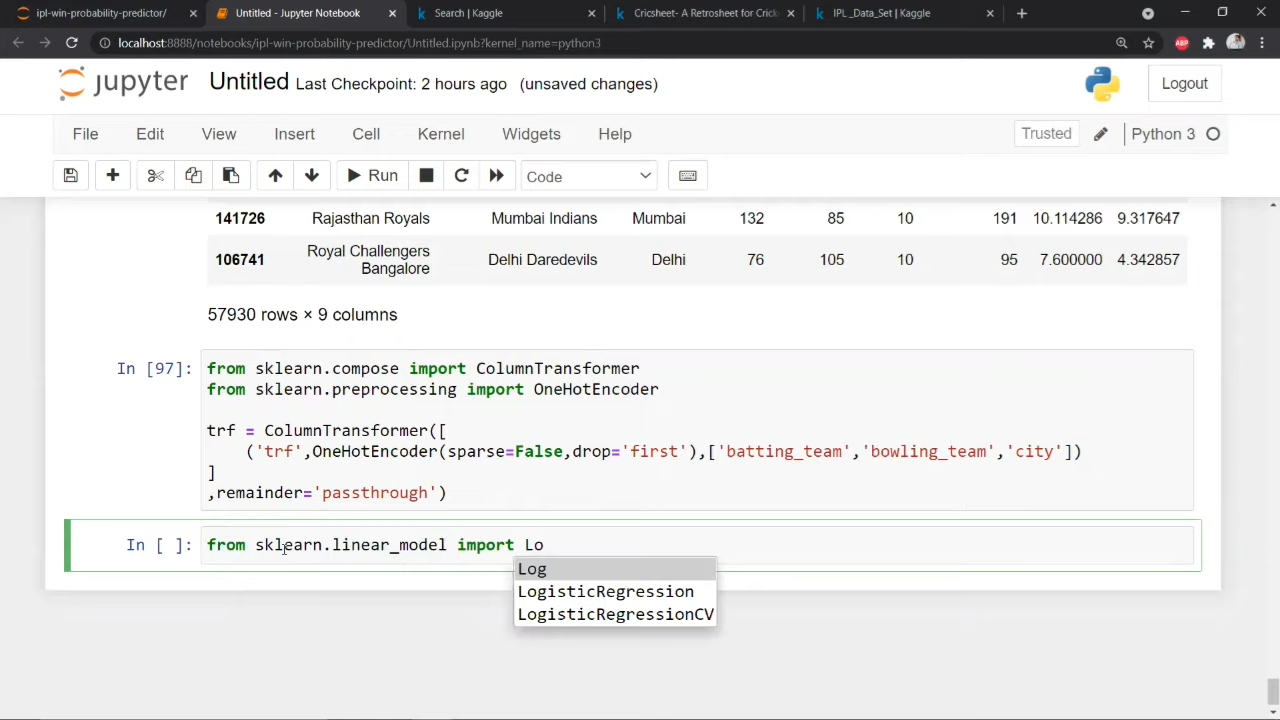 ipl-win-probability-predictor/
Untitled - Jupyter Notebook
Search | Kaggle
Cricsheet- A Retrosheet for Crick
IPL _Data_Set | Kaggle
localhost:8888/notebooks/ipl-win-probability-predictor/Untitled.ipynb?kernel_name=python3
ABP
jupyter Untitled Last Checkpoint: 2 hours ago (unsaved changes)
Logout
File Edit View Insert Cell Kernel Widgets Help
Trusted Python 3
Run Code
141726 Rajasthan Royals Mumbai Indians Mumbai 132 85 10 191 10.114286 9.317647
106741 Royal Challengers Bangalore Delhi Daredevils Delhi 76 105 10 95 7.600000 4.342857
57930 rows × 9 columns
In [97]: from sklearn.compose import ColumnTransformer
from sklearn.preprocessing import OneHotEncoder
trf = ColumnTransformer([
('trf',OneHotEncoder(sparse=False,drop='first'),['batting_team','bowling_team','city'])
]
,remainder='passthrough')
In [ ]: from sklearn.linear_model import Lo
Log
LogisticRegression
LogisticRegressionCV